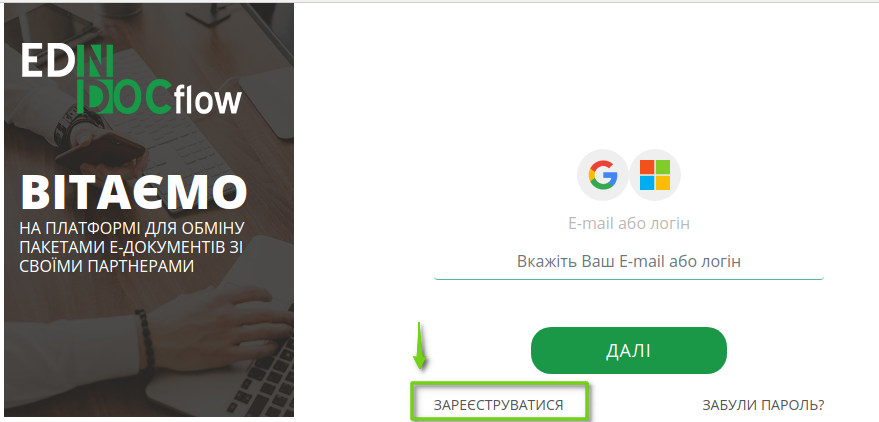 EDIN
DOCflow
ВІТАЄМО
НА ПЛАТФОРМІ ДЛЯ ОБМІНУ
ПАКЕТАМИ Е-ДОКУМЕНТІВ ЗІ
СВОЇМИ ПАРТНЕРАМИ
E-mail або логін
Вкажіть Ваш E-mail або логін
ДАЛІ
ЗАРЕЄСТРУВАТИСЯ
ЗАБУЛИ ПАРОЛЬ?